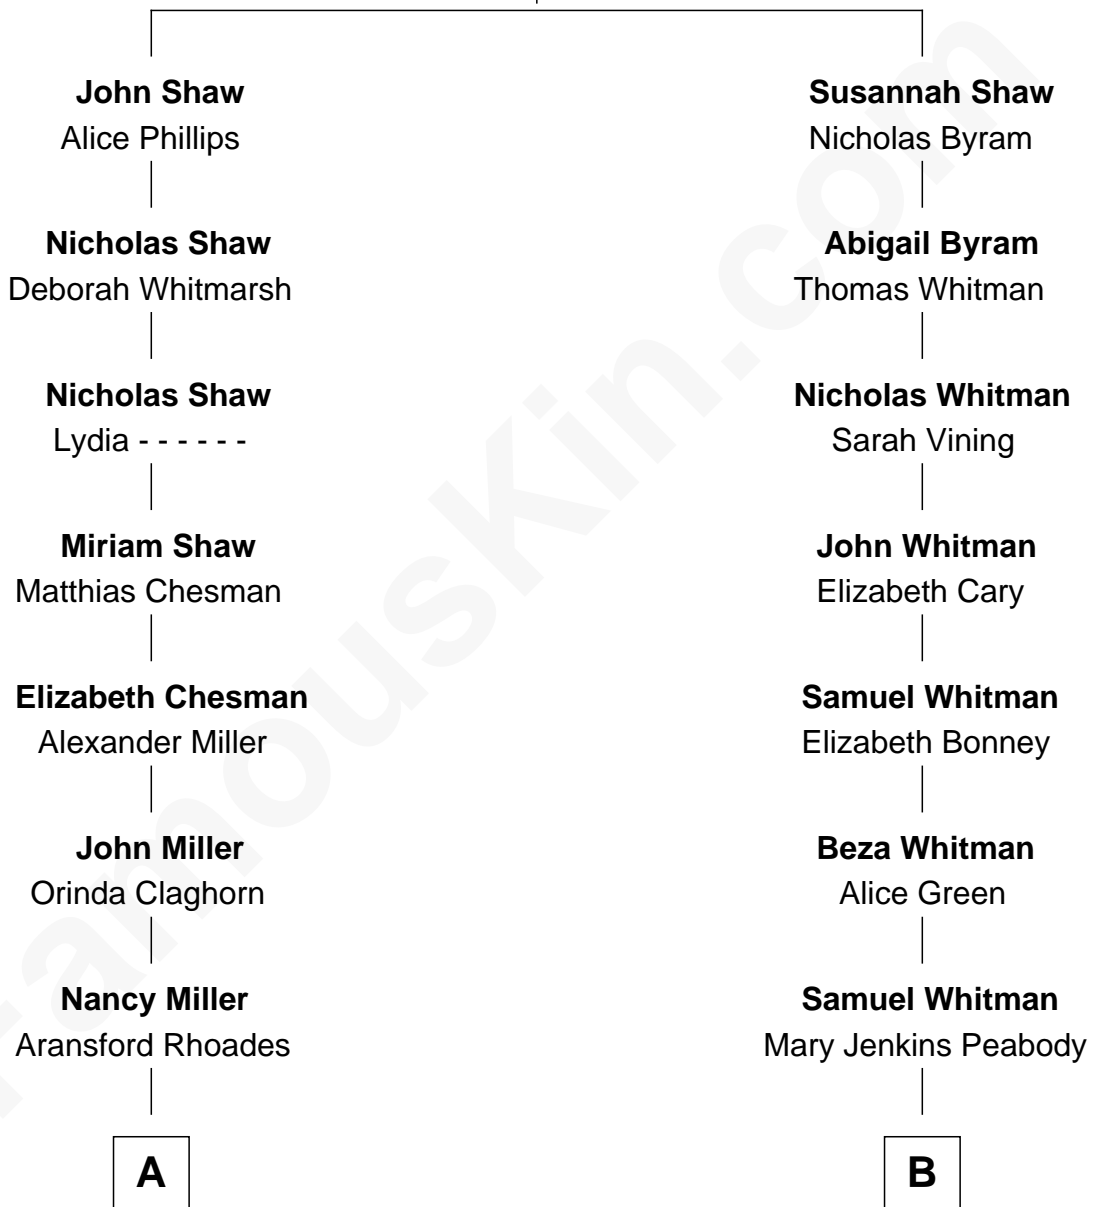 John Shaw
Alice Phillips
Nicholas Shaw
Deborah Whitmarsh
Nicholas Shaw
Lydia - - - - - -
Miriam Shaw
Matthias Chesman
Elizabeth Chesman
Alexander Miller
John Miller
Orinda Claghorn
Nancy Miller
Aransford Rhoades
A
Susannah Shaw
Nicholas Byram
Abigail Byram
Thomas Whitman
Nicholas Whitman
Sarah Vining
John Whitman
Elizabeth Cary
Samuel Whitman
Elizabeth Bonney
Beza Whitman
Alice Green
Samuel Whitman
Mary Jenkins Peabody
B
FamousKin.com